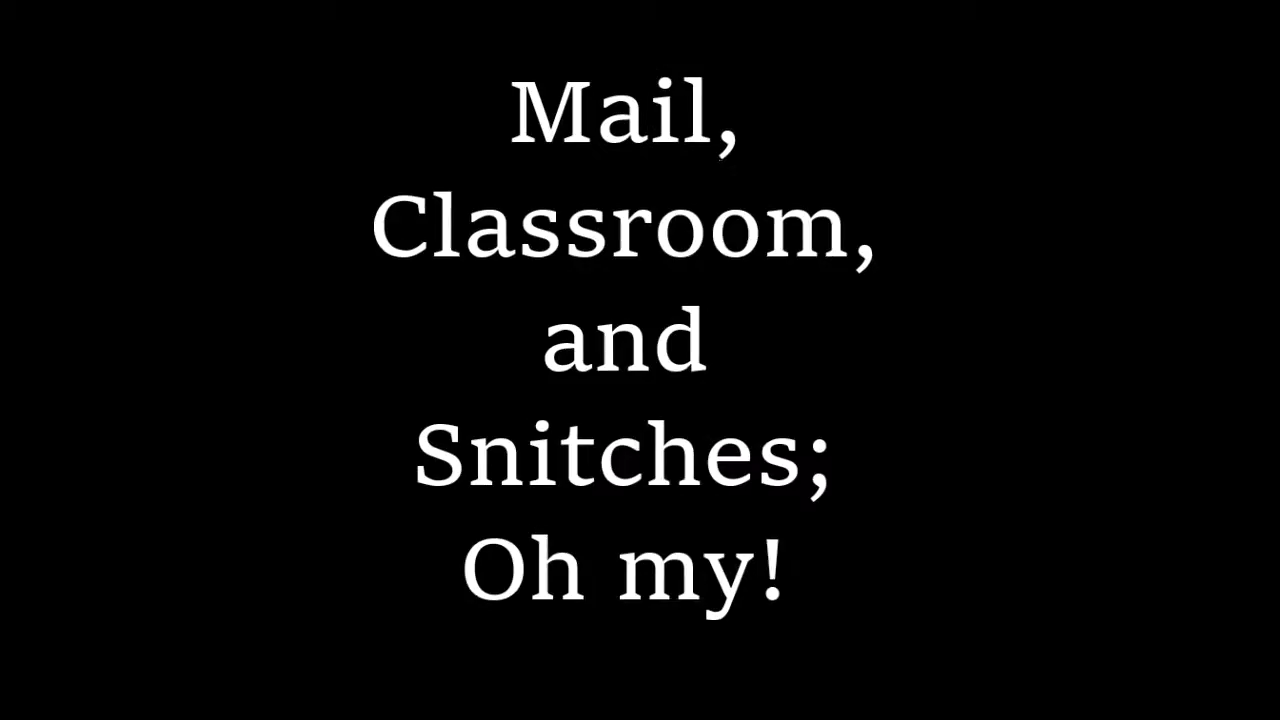 Mail,
Classroom,
and
Snitches;
Oh my!